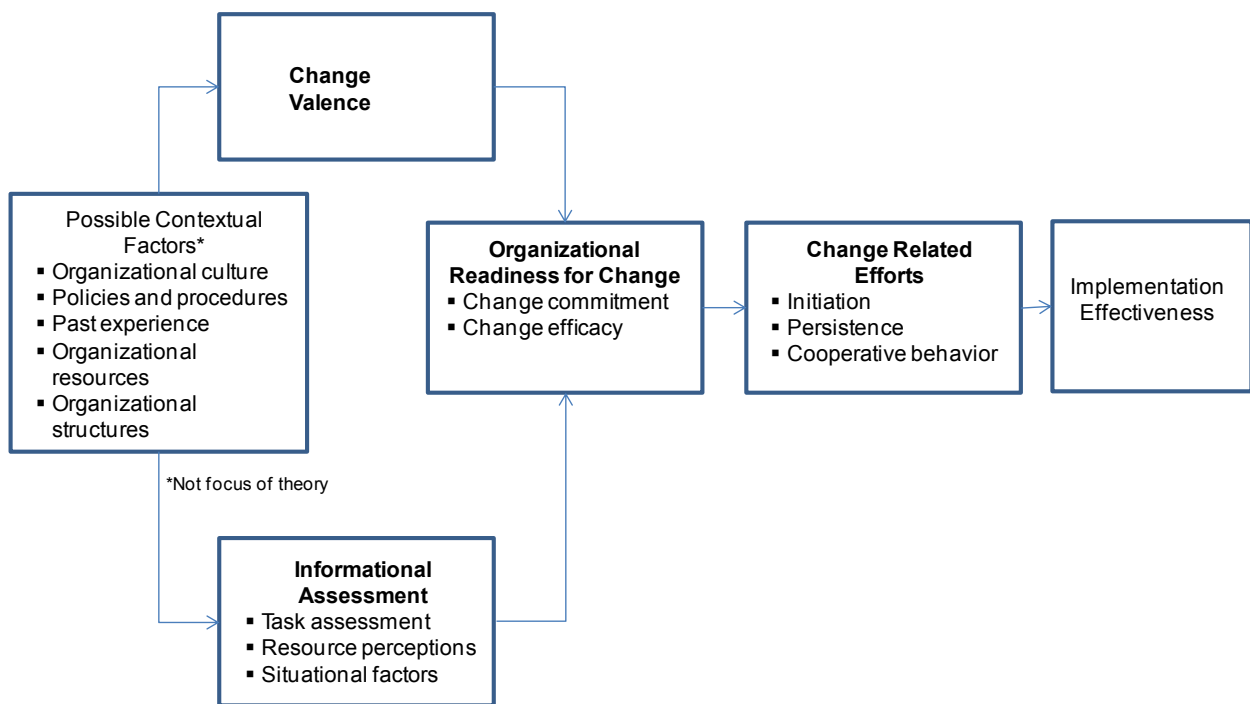 Change
Valence
Possible Contextual
Factors*
▪ Organizational culture
▪ Policies and procedures
▪ Past experience
▪ Organizational
resources
▪ Organizational
structures
*Not focus of theory
Informational
Assessment
▪ Task assessment
▪ Resource perceptions
▪ Situational factors
Organizational
Readiness for Change
▪ Change commitment
▪ Change efficacy
Change Related
Efforts
▪ Initiation
▪ Persistence
▪ Cooperative behavior
Implementation
Effectiveness